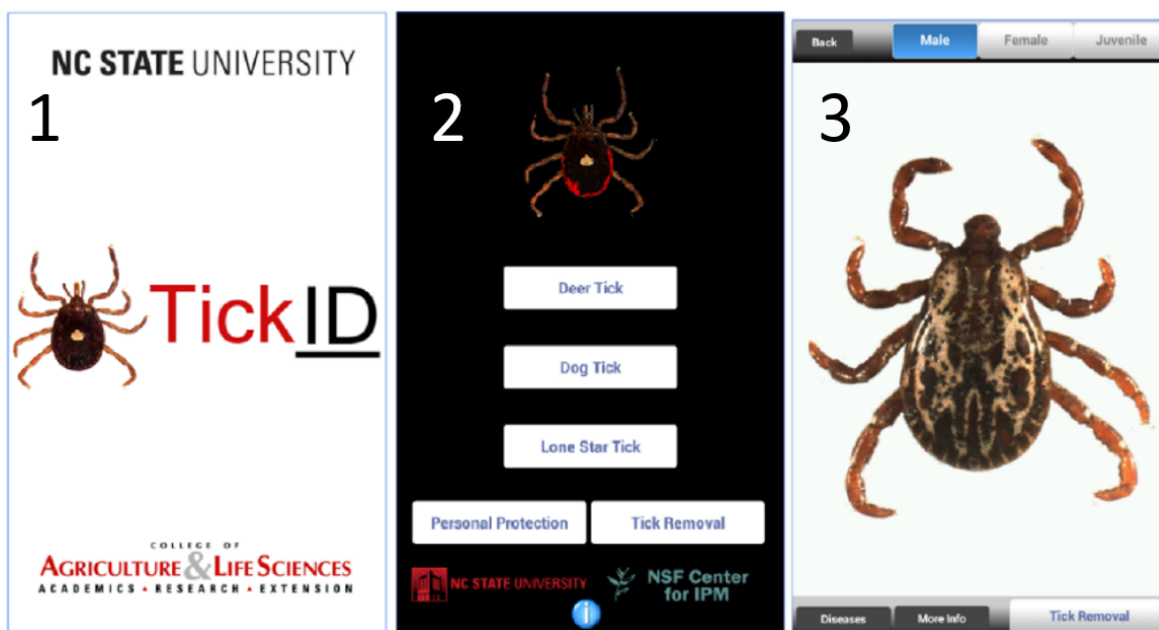 NC STATE UNIVERSITY
1
Tick ID
COLLEGE OF
AGRICULTURE & LIFE SCIENCES
ACADEMICS • RESEARCH • EXTENSION
2
Deer Tick
Dog Tick
Lone Star Tick
Personal Protection Tick Removal
NC STATE UNIVERSITY
NSF Center
for IPM
i
Back Male Female Juvenile
3
Diseases More Info Tick Removal